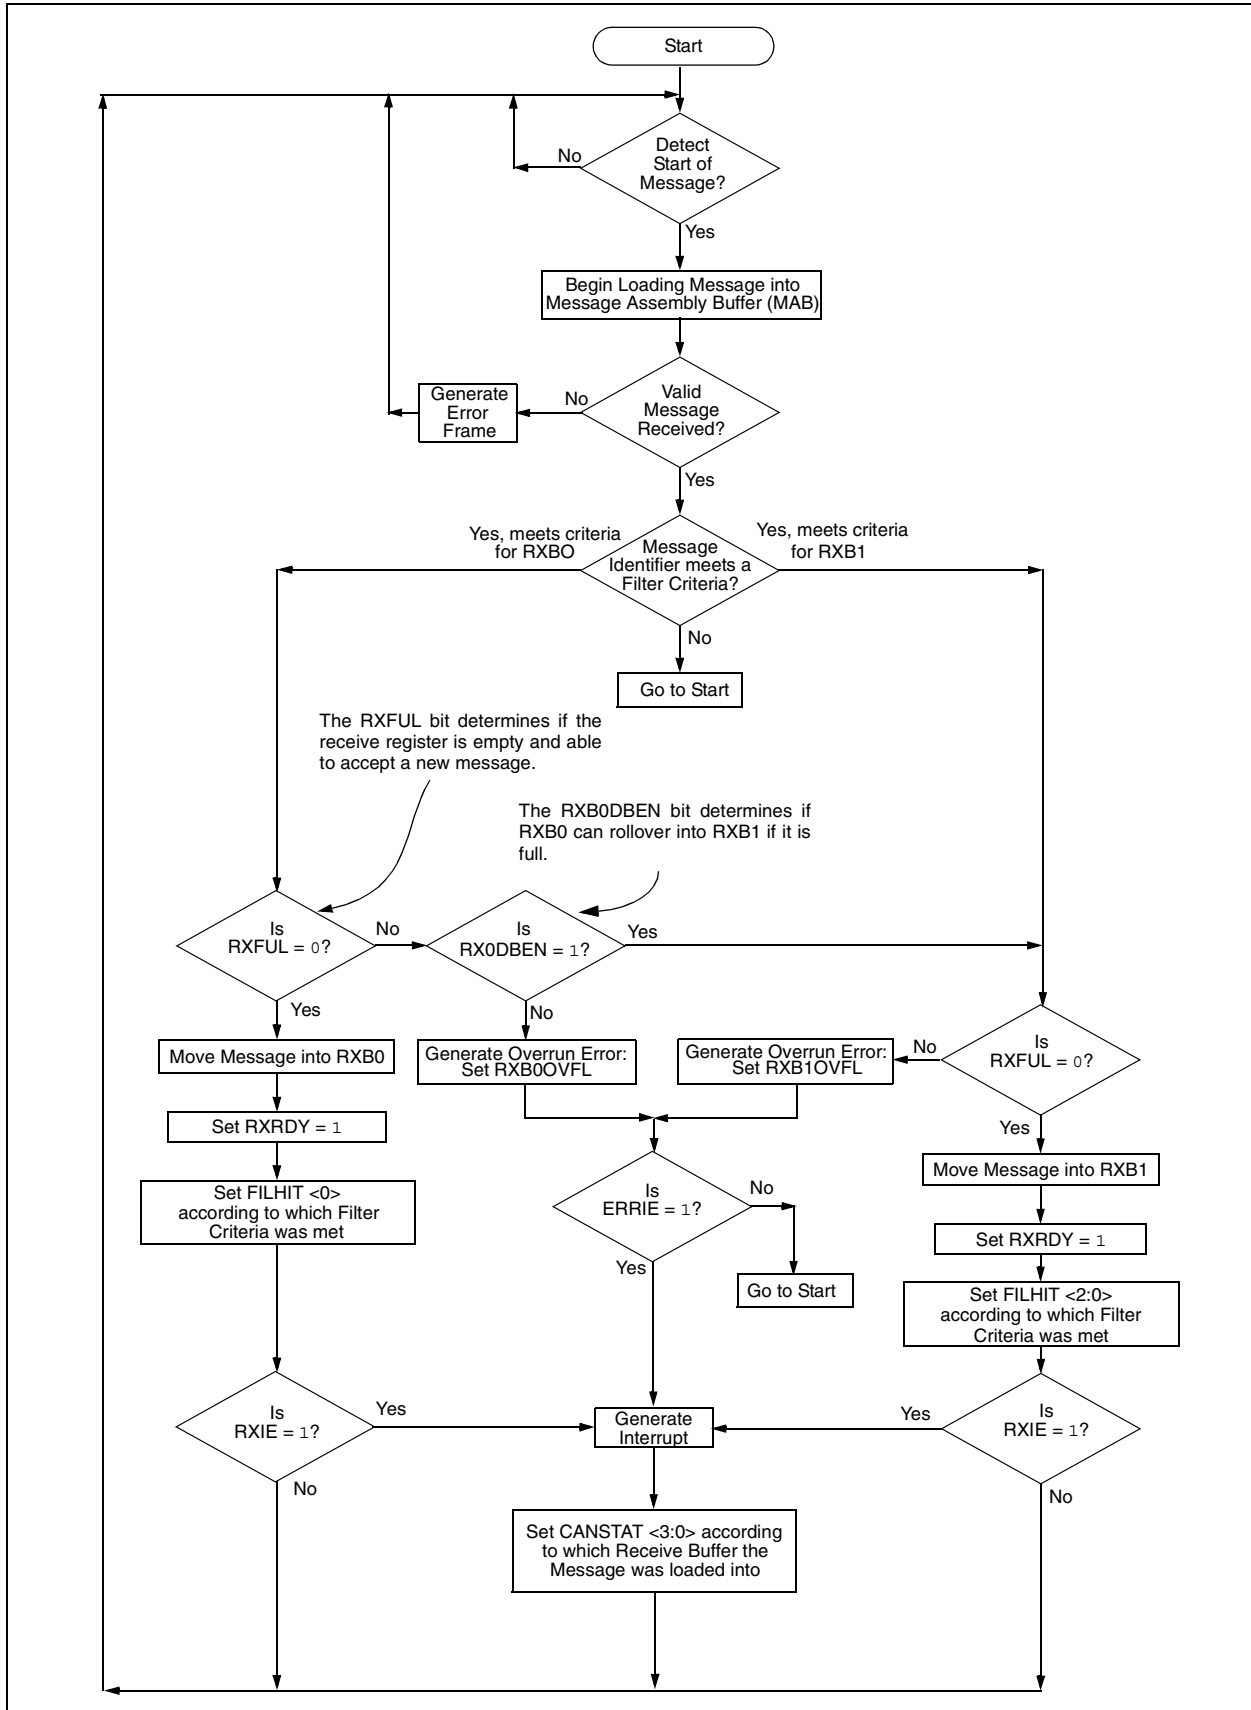 Start
Detect
Start of
Message?
No
Yes
Begin Loading Message into
Message Assembly Buffer (MAB)
Valid
Message
Received?
No
Generate
Error
Frame
Yes
Yes, meets criteria
for RXBO
Message
Identifier meets a
Filter Criteria?
Yes, meets criteria
for RXB1
No
Go to Start
The RXFUL bit determines if the
receive register is empty and able
to accept a new message.
The RXB0DBEN bit determines if
RXB0 can rollover into RXB1 if it is
full.
Is
RXFUL = 0?
No
Is
RX0DBEN = 1?
Yes
Yes
No
Move Message into RXB0
Generate Overrun Error:
Set RXB0OVFL
Generate Overrun Error:
Set RXB1OVFL
No
Is
RXFUL = 0?
Set RXRDY = 1
Yes
Move Message into RXB1
Set FILHIT <0>
according to which Filter
Criteria was met
Is
ERRIE = 1?
No
Set RXRDY = 1
Yes
Go to Start
Set FILHIT <2:0>
according to which Filter
Criteria was met
Is
RXIE = 1?
Yes
Generate
Interrupt
Yes
Is
RXIE = 1?
No
No
Set CANSTAT <3:0> according
to which Receive Buffer the
Message was loaded into